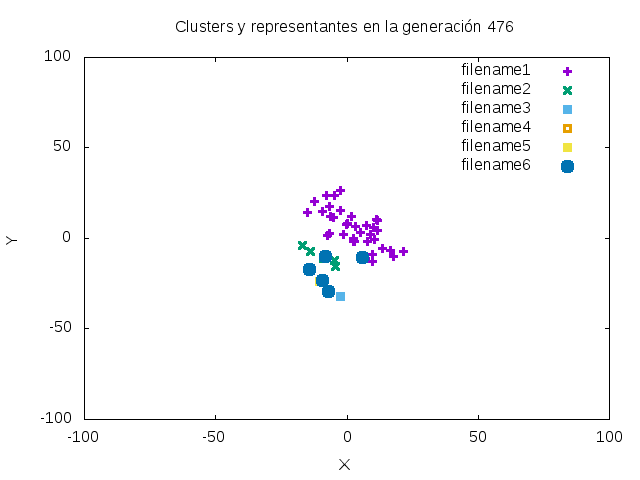 Clusters y representantes en la generación 476
100
filename1
filename2
filename3
filename4
filename5
filename6
50
Y
0
-50
-100
-100 -50 0 50 100
X